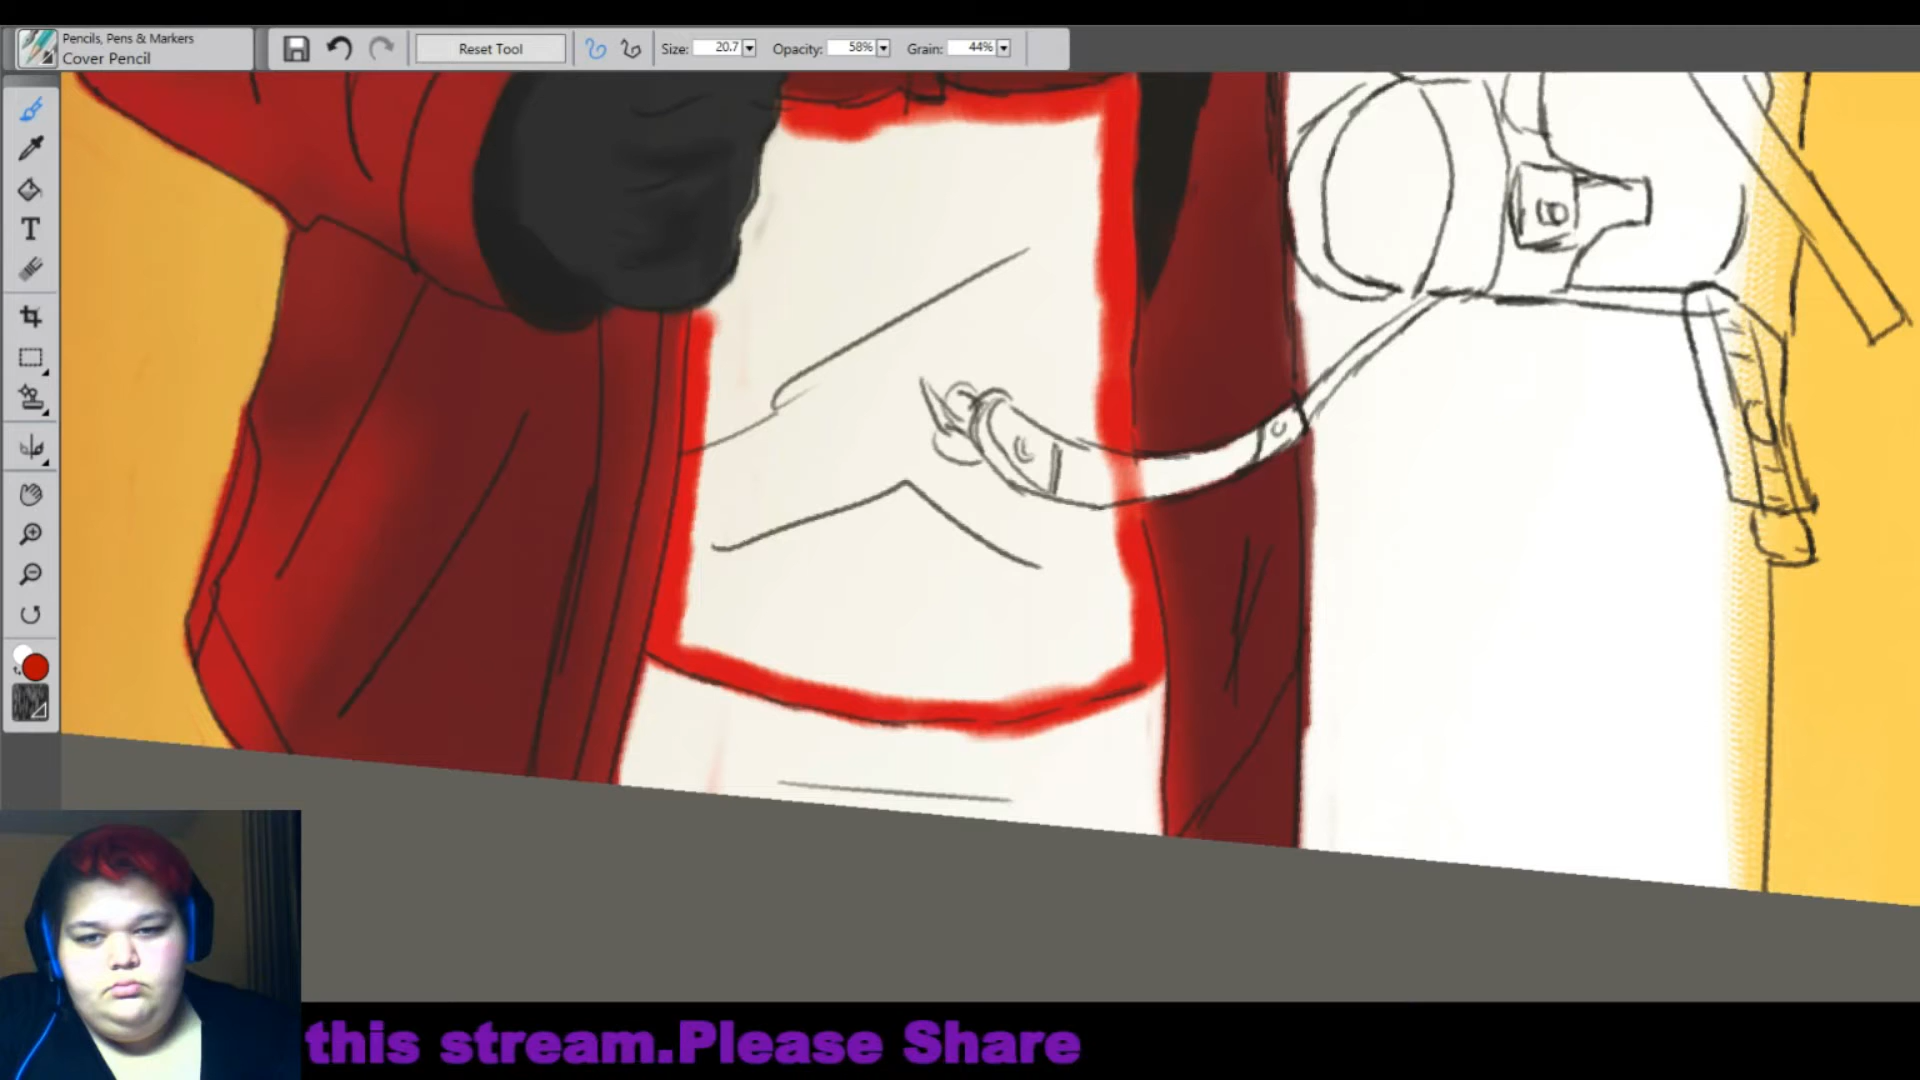 Pencils, Pens & Markers
Cover Pencil
Reset Tool
Size: 20.7
Opacity: 58%
Grain: 44%
T
this stream.Please Share